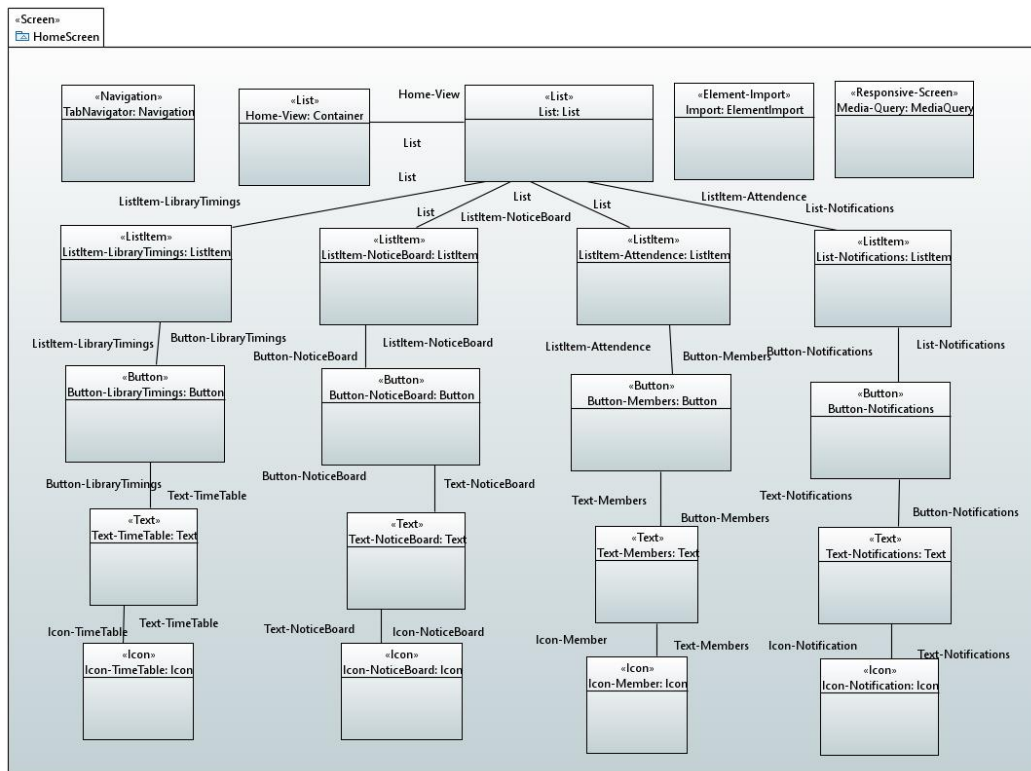 «Screen»
HomeScreen
«Navigation»
TabNavigator: Navigation
«List»
Home-View: Container
Home-View
List
«List»
List: List
«Element-Import»
Import: ElementImport
«Responsive-Screen»
Media-Query: MediaQuery
List
ListItem-LibraryTimings
List
ListItem-NoticeBoard
List
ListItem-Attendence
List-Notifications
«ListItem»
ListItem-LibraryTimings: ListItem
«ListItem»
ListItem-NoticeBoard: ListItem
«ListItem»
ListItem-Attendence: ListItem
«ListItem»
List-Notifications: ListItem
ListItem-LibraryTimings
Button-LibraryTimings
Button-NoticeBoard
ListItem-NoticeBoard
ListItem-Attendence
Button-Members
Button-Notifications
List-Notifications
«Button»
Button-LibraryTimings: Button
«Button»
Button-NoticeBoard: Button
«Button»
Button-Members: Button
«Button»
Button-Notifications
Button-LibraryTimings
Text-TimeTable
Button-NoticeBoard
Text-NoticeBoard
Text-Members
Button-Members
Text-Notifications
Button-Notifications
«Text»
Text-TimeTable: Text
«Text»
Text-NoticeBoard: Text
«Text»
Text-Members: Text
«Text»
Text-Notifications: Text
Icon-TimeTable
Text-TimeTable
Text-NoticeBoard
Icon-NoticeBoard
Icon-Member
Text-Members
Icon-Notification
Text-Notifications
«Icon»
Icon-TimeTable: Icon
«Icon»
Icon-NoticeBoard: Icon
«Icon»
Icon-Member: Icon
«Icon»
Icon-Notification: Icon